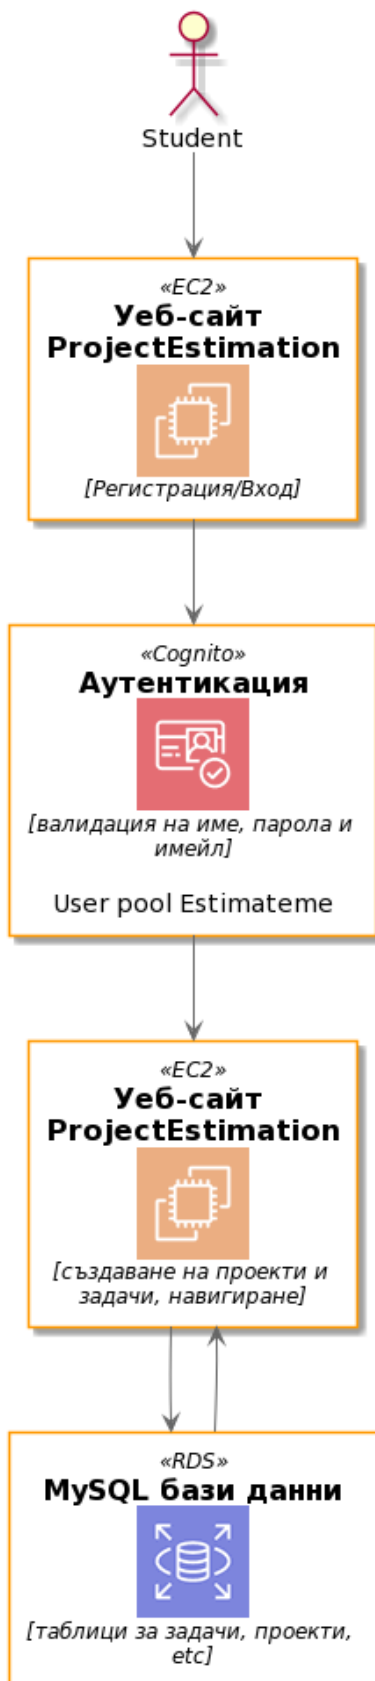 Student
«EC2»
Уеб-сайт
ProjectEstimation
[Регистрация/Вход]
«Cognito»
Аутентикация
[валидация на име, парола и
имейл]
User pool Estimateme
«EC2»
Уеб-сайт
ProjectEstimation
[създаване на проекти и
задачи, навигиране]
«RDS»
MySQL бази данни
[таблици за задачи, проекти,
etc]